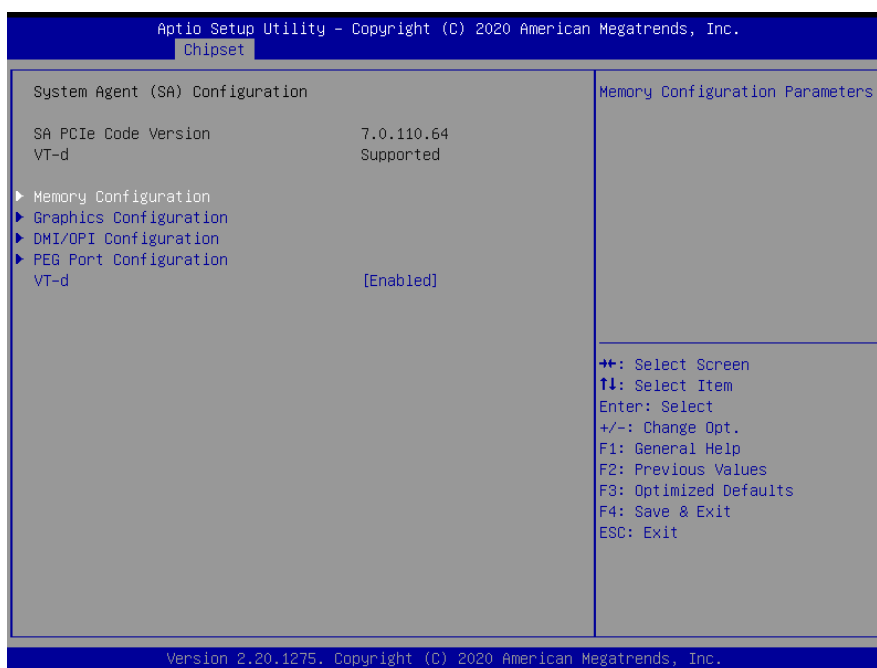 Aptio Setup Utility – Copyright (C) 2020 American Megatrends, Inc.
Chipset
System Agent (SA) Configuration
SA PCIe Code Version 7.0.110.64
VT-d Supported
Memory Configuration
Graphics Configuration
DMI/OPI Configuration
PEG Port Configuration
VT-d [Enabled]
Memory Configuration Parameters
→←: Select Screen
↑↓: Select Item
Enter: Select
+/-: Change Opt.
F1: General Help
F2: Previous Values
F3: Optimized Defaults
F4: Save & Exit
ESC: Exit
Version 2.20.1275. Copyright (C) 2020 American Megatrends, Inc.